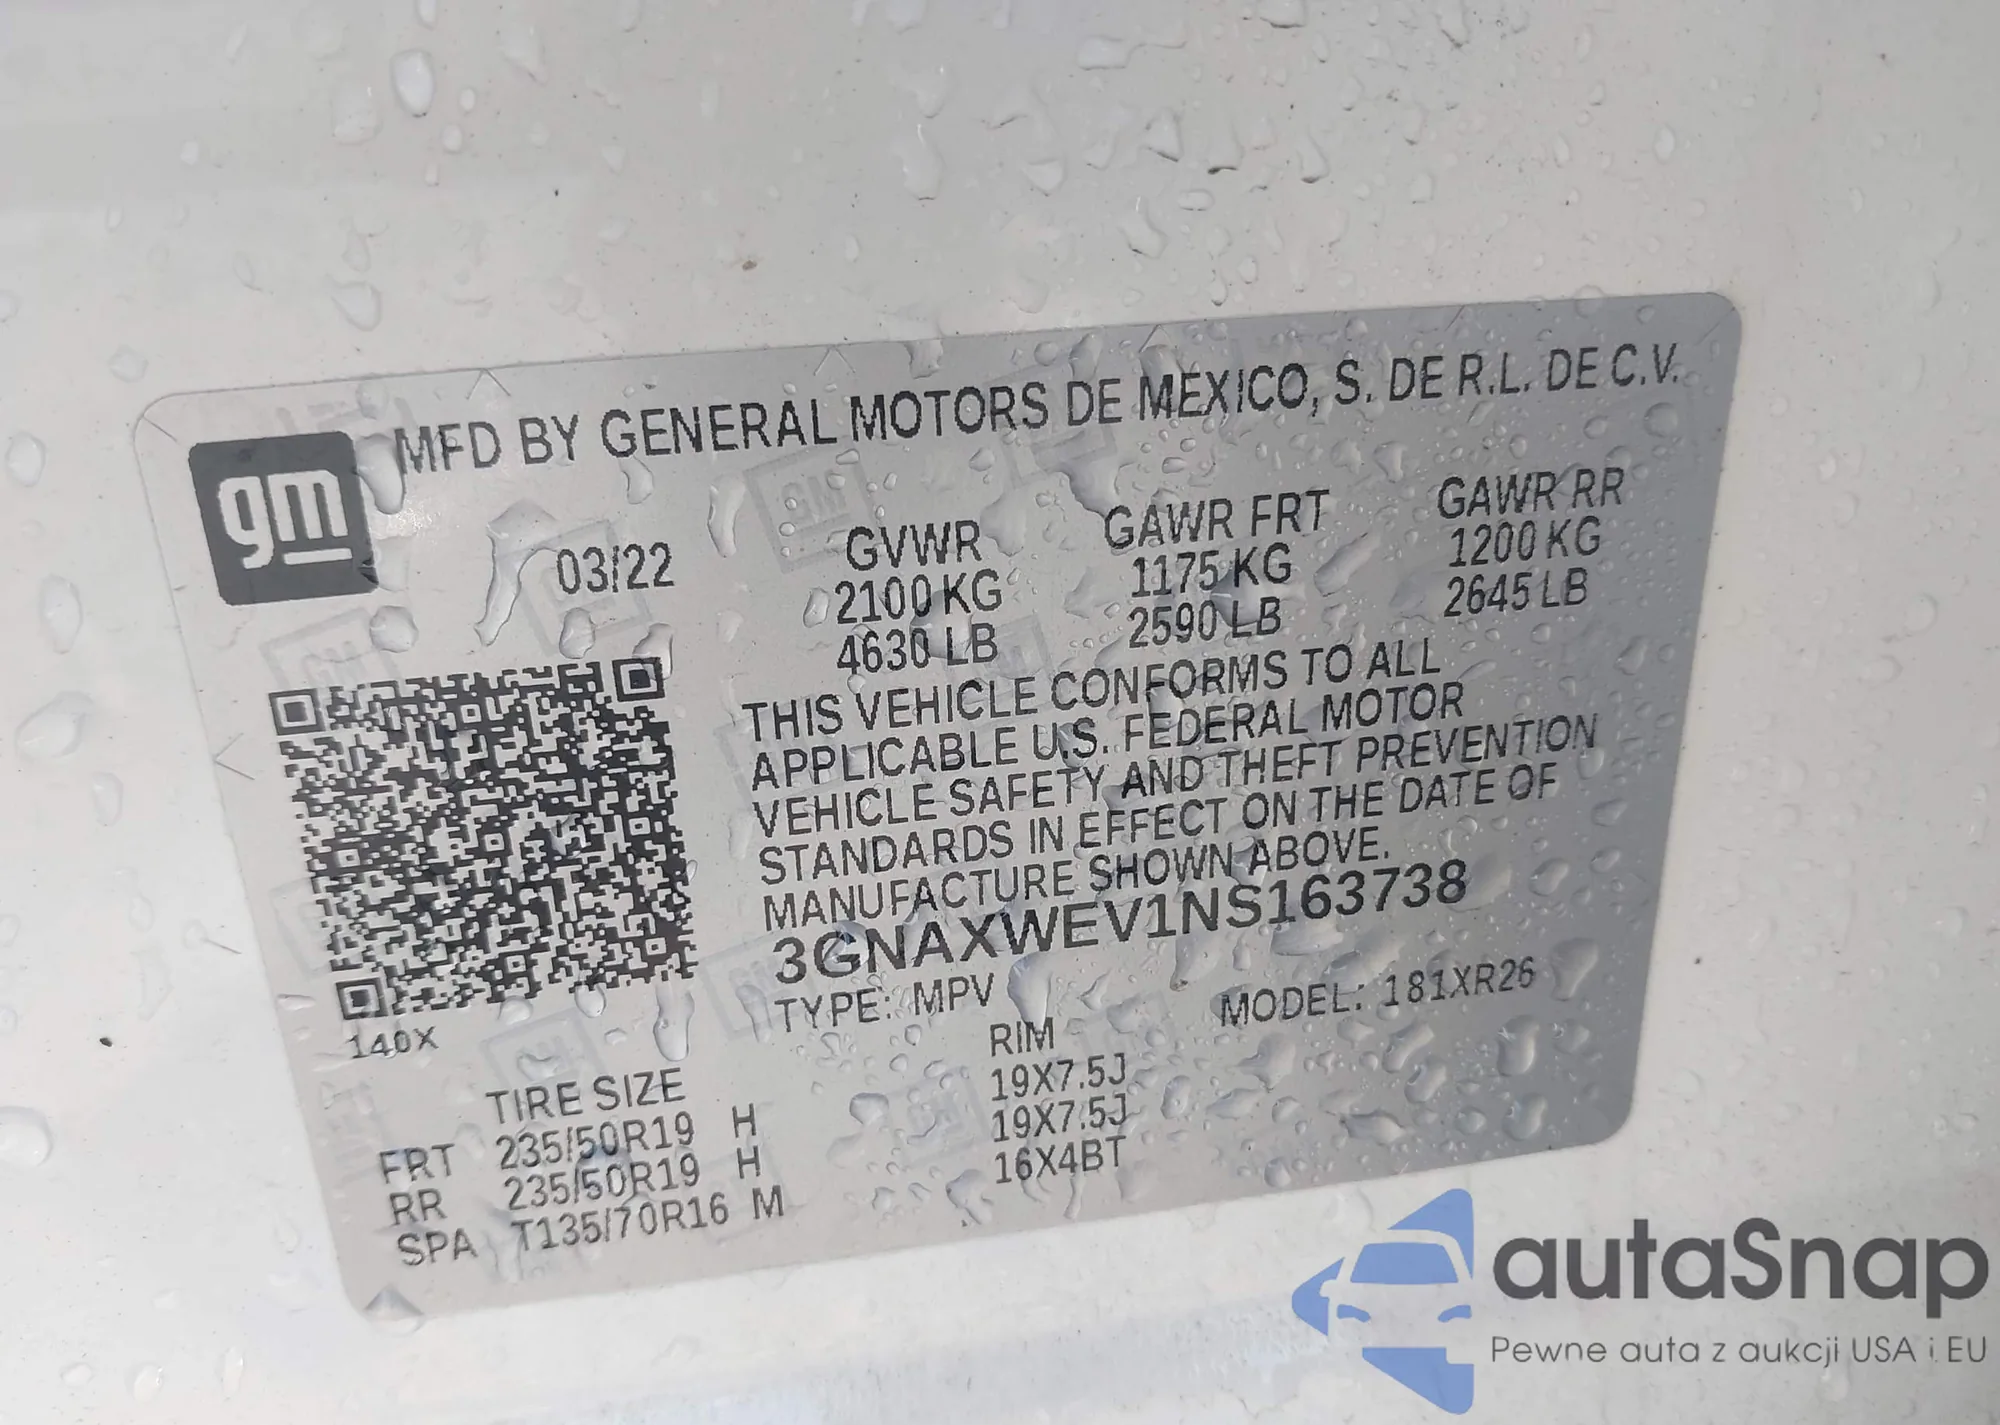 MFD BY GENERAL MOTORS DE MEXICO, S. DE R.L. DE C.V.
gm
03/22
GVWR GAWR FRT GAWR RR
2100 KG 1175 KG 1200 KG
4630 LB 2590 LB 2645 LB
THIS VEHICLE CONFORMS TO ALL
APPLICABLE U.S. FEDERAL MOTOR
VEHICLE SAFETY AND THEFT PREVENTION
STANDARDS IN EFFECT ON THE DATE OF
MANUFACTURE SHOWN ABOVE.
3GNAXWEV1NS163738
TYPE: MPV MODEL: 181XR26
140X
TIRE SIZE RIM
FRT 235/50R19 H 19X7.5J
RR 235/50R19 H 19X7.5J
SPA T135/70R16 M 16X4BT
autaSnap
Pewne auta z aukcji USA i EU